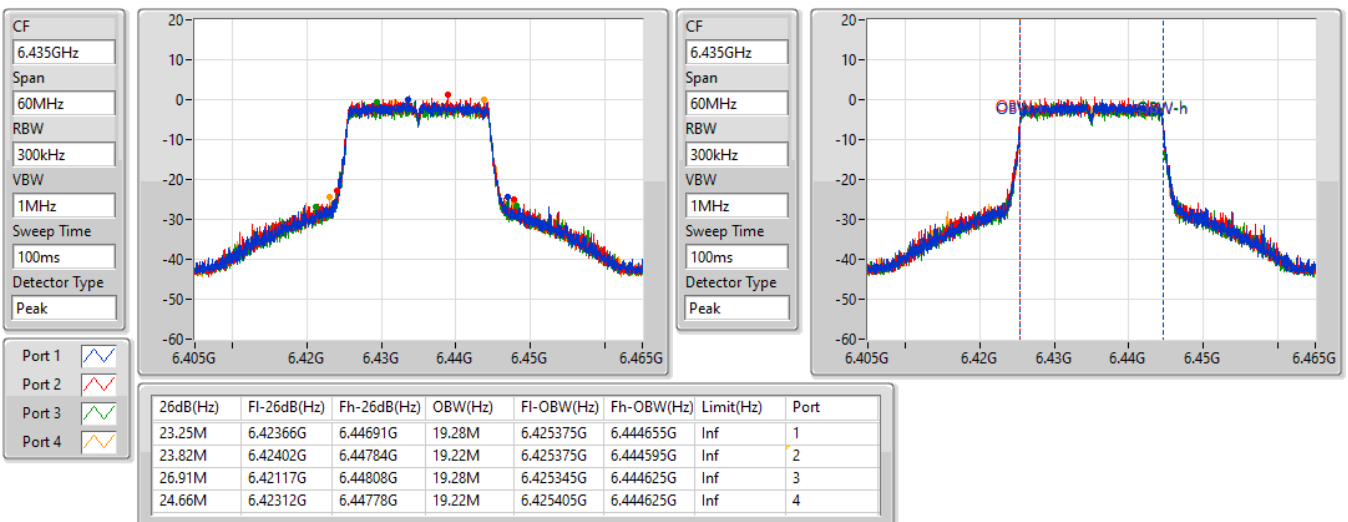 CF
6.435GHz
Span
60MHz
RBW
300kHz
VBW
1MHz
Sweep Time
100ms
Detector Type
Peak
20
10
0
-10
-20
-30
-40
-50
-60
6.405G 6.42G 6.43G 6.44G 6.45G 6.465G
CF
6.435GHz
Span
60MHz
RBW
300kHz
VBW
1MHz
Sweep Time
100ms
Detector Type
Peak
20
10
0
-10
-20
-30
-40
-50
-60
6.405G 6.42G 6.43G 6.44G 6.45G 6.465G
Port 1
Port 2
Port 3
Port 4
26dB(Hz) Fl-26dB(Hz) Fh-26dB(Hz) OBW(Hz) Fl-OBW(Hz) Fh-OBW(Hz) Limit(Hz) Port
23.25M 6.42366G 6.44691G 19.28M 6.425375G 6.444655G Inf 1
23.82M 6.42402G 6.44784G 19.22M 6.425375G 6.444595G Inf 2
26.91M 6.42117G 6.44808G 19.28M 6.425345G 6.444625G Inf 3
24.66M 6.42312G 6.44778G 19.22M 6.425405G 6.444625G Inf 4